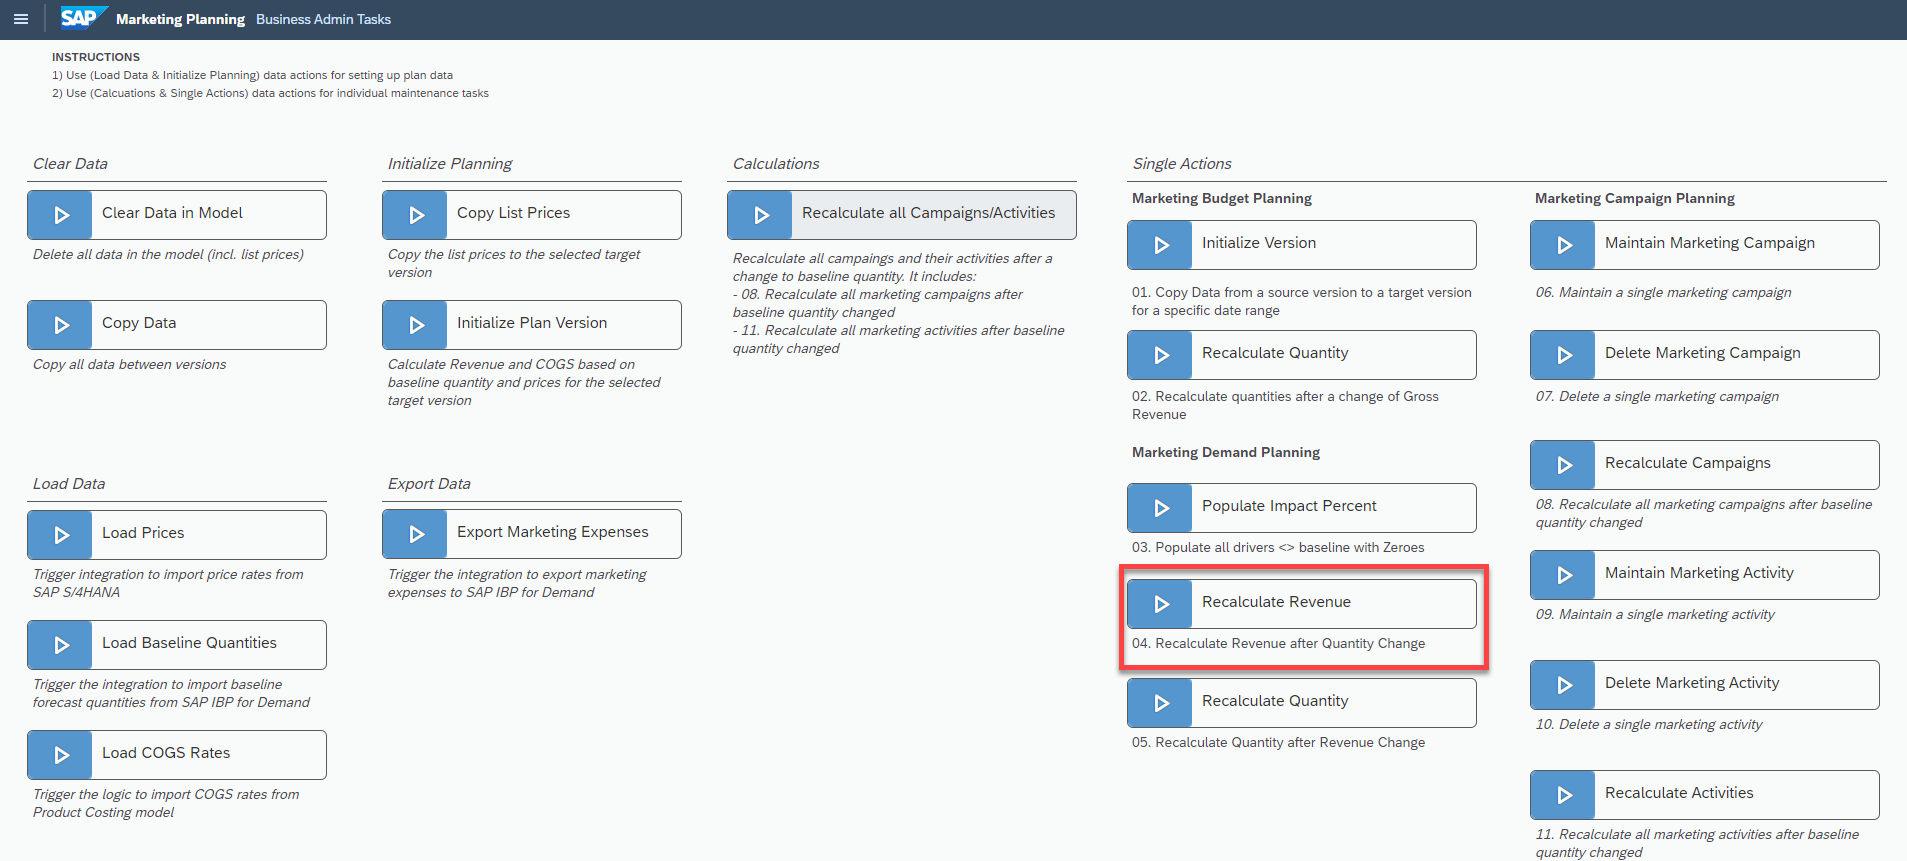 SAP Marketing Planning Business Admin Tasks
INSTRUCTIONS
1) Use (Load Data & Initialize Planning) data actions for setting up plan data
2) Use (Calcuations & Single Actions) data actions for individual maintenance tasks
Clear Data
Clear Data in Model
Delete all data in the model (incl. list prices)
Copy Data
Copy all data between versions
Initialize Planning
Copy List Prices
Copy the list prices to the selected target
version
Initialize Plan Version
Calculate Revenue and COGS based on
baseline quantity and prices for the selected
target version
Calculations
Recalculate all Campaigns/Activities
Recalculate all campaings and their activities after a
change to baseline quantity. It includes:
- 08. Recalculate all marketing campaigns after
baseline quantity changed
- 11. Recalculate all marketing activities after baseline
quantity changed
Load Data
Load Prices
Trigger integration to import price rates from
SAP S/4HANA
Load Baseline Quantities
Trigger the integration to import baseline
forecast quantities from SAP IBP for Demand
Load COGS Rates
Trigger the logic to import COGS rates from
Product Costing model
Export Data
Export Marketing Expenses
Trigger the integration to export marketing
expenses to SAP IBP for Demand
Single Actions
Marketing Budget Planning
Initialize Version
01. Copy Data from a source version to a target version
for a specific date range
Recalculate Quantity
02. Recalculate quantities after a change of Gross
Revenue
Marketing Demand Planning
Populate Impact Percent
03. Populate all drivers <> baseline with Zeroes
Recalculate Revenue
04. Recalculate Revenue after Quantity Change
Recalculate Quantity
05. Recalculate Quantity after Revenue Change
Marketing Campaign Planning
Maintain Marketing Campaign
06. Maintain a single marketing campaign
Delete Marketing Campaign
07. Delete a single marketing campaign
Recalculate Campaigns
08. Recalculate all marketing campaigns after baseline
quantity changed
Maintain Marketing Activity
09. Maintain a single marketing activity
Delete Marketing Activity
10. Delete a single marketing activity
Recalculate Activities
11. Recalculate all marketing activities after baseline
quantity changed